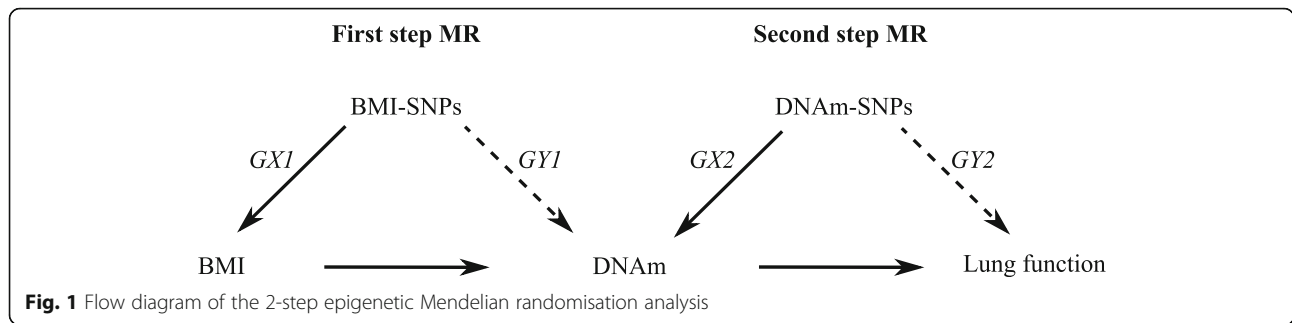 First step MR
Second step MR
BMI-SNPs
DNAm-SNPs
GX1
GY1
GX2
GY2
BMI
DNAm
Lung function
Fig. 1 Flow diagram of the 2-step epigenetic Mendelian randomisation analysis